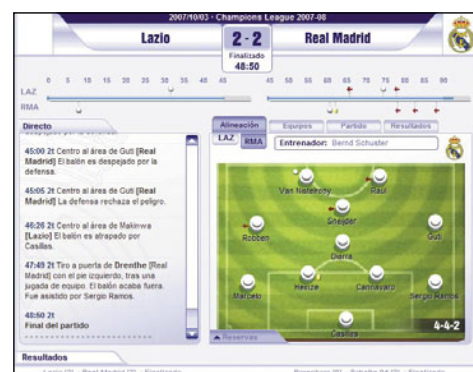 2007/10/03 - Champions League 2007-08
Lazio
2 - 2
Real Madrid
Finalizado
48:50
0 5 10 15 20 25 30 35 40 45 45 50 55 60 65 70 75 80 85 90
LAZ
RMA
Directo
45:00 2t Centro al área de Guti [Real
Madrid] El balón es despejado por la
defensa.
45:05 2t Centro al área de Guti [Real
Madrid] La defensa rechaza el peligro.
46:26 2t Centro al área de Makinwa
[Lazio] El balón es atrapado por
Casillas.
47:49 2t Tiro a puerta de Drenthe [Real
Madrid] con el pie izquierdo, tras una
jugada de equipo. El balón acaba fuera.
Fue asistido por Sergio Ramos.
48:50 2t
Final del partido
Alineación Equipos Partido Resultados
LAZ RMA Entrenador: Bernd Schuster
Van Nistelrooy Raúl
Sneijder
Robben Guti
Diarra
Marcelo Heinze Cannavaro Sergio Ramos
Casillas
4-4-2
Reservas
Resultados